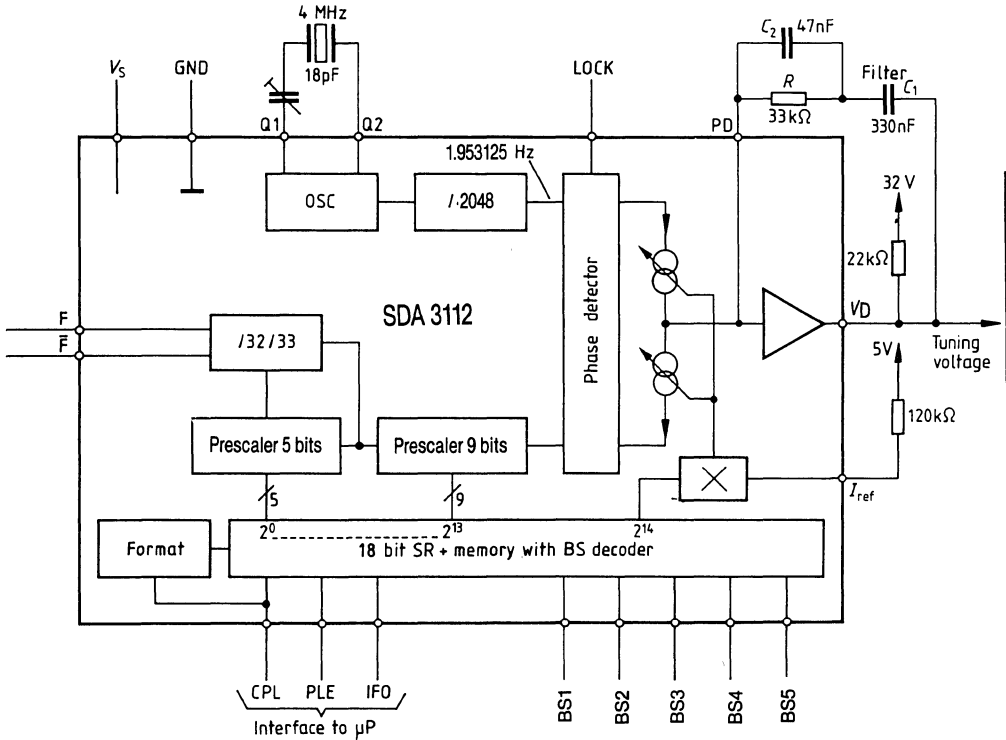 4 MHz
18pF
C₂ 47nF
R
33kΩ
Filter
C₁
330nF
Vs
GND
LOCK
Q1
Q2
PD
1.953125 Hz
OSC
/.2048
32 V
22kΩ
SDA 3112
Phase detector
F
F̅
/32/33
VD
Tuning
voltage
5V
120kΩ
Prescaler 5 bits
Prescaler 9 bits
5
9
Iref
Format
2⁰
2¹³
2¹⁴
18 bit SR + memory with BS decoder
CPL
PLE
IFO
BS1
BS2
BS3
BS4
BS5
Interface to µP